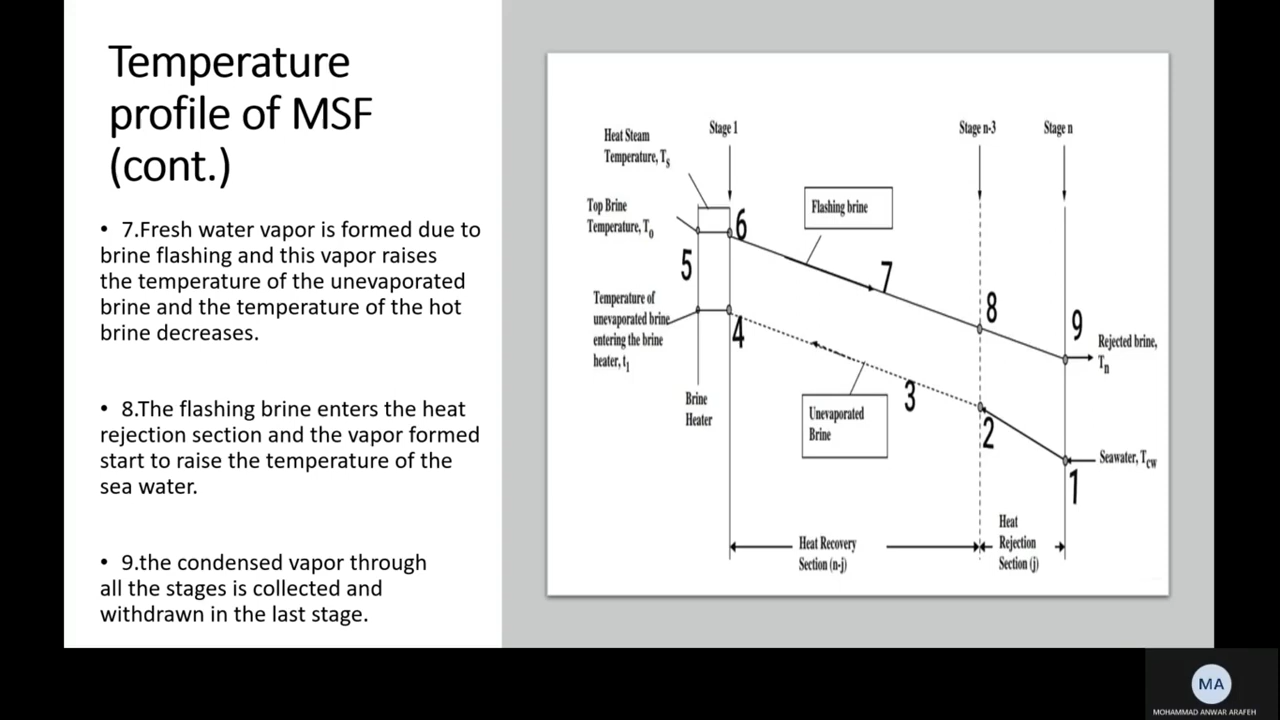 Temperature
profile of MSF
(cont.)
• 7.Fresh water vapor is formed due to
brine flashing and this vapor raises
the temperature of the unevaporated
brine and the temperature of the hot
brine decreases.
• 8.The flashing brine enters the heat
rejection section and the vapor formed
start to raise the temperature of the
sea water.
• 9.the condensed vapor through
all the stages is collected and
withdrawn in the last stage.
Heat Steam
Temperature, Ts
Stage 1
Stage n-3
Stage n
Top Brine
Temperature, To
6
Flashing brine
5
7
Temperature of
unevaporated brine
entering the brine
heater, t1
4
8
9
Rejected brine,
Tn
Brine
Heater
Unevaporated
Brine
3
2
Seawater, Tcw
1
Heat Recovery
Section (n-j)
Heat
Rejection
Section (j)
MA
MOHAMMAD ANWAR ARAFEH